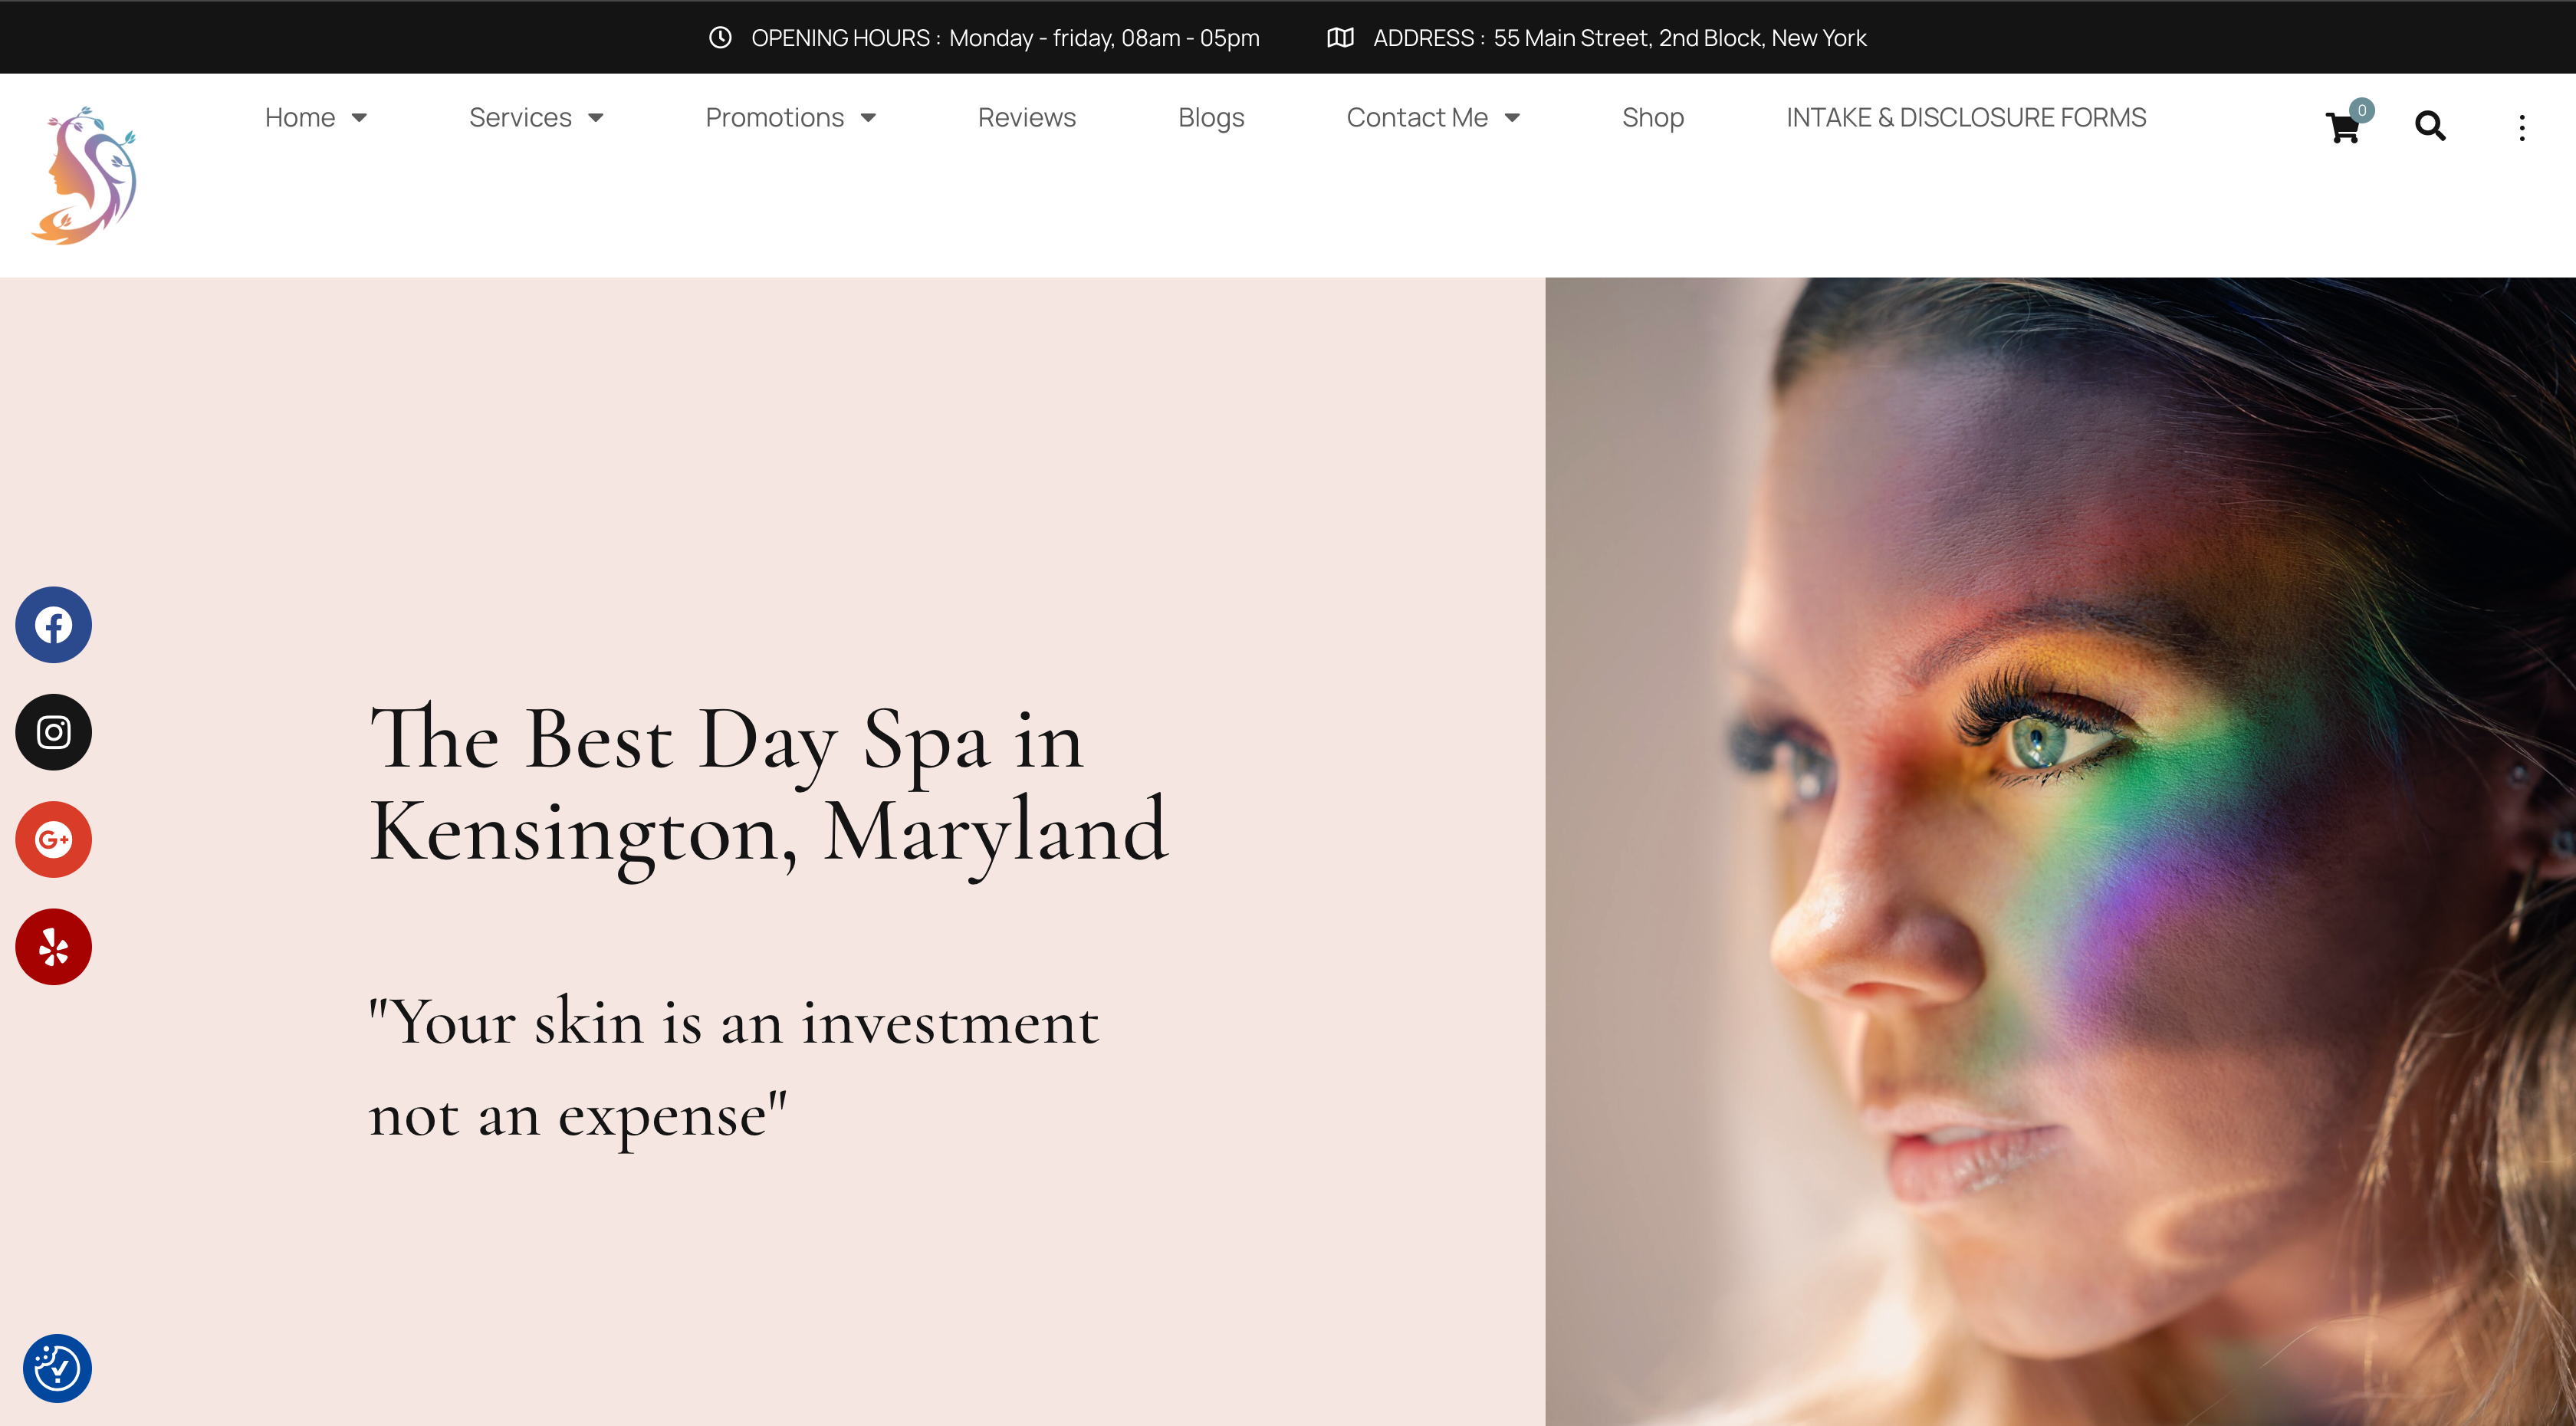 OPENING HOURS : Monday - friday, 08am - 05pm
ADDRESS : 55 Main Street, 2nd Block, New York
Home
Services
Promotions
Reviews
Blogs
Contact Me
Shop
INTAKE & DISCLOSURE FORMS
0
The Best Day Spa in
Kensington, Maryland
"Your skin is an investment
not an expense"
G+